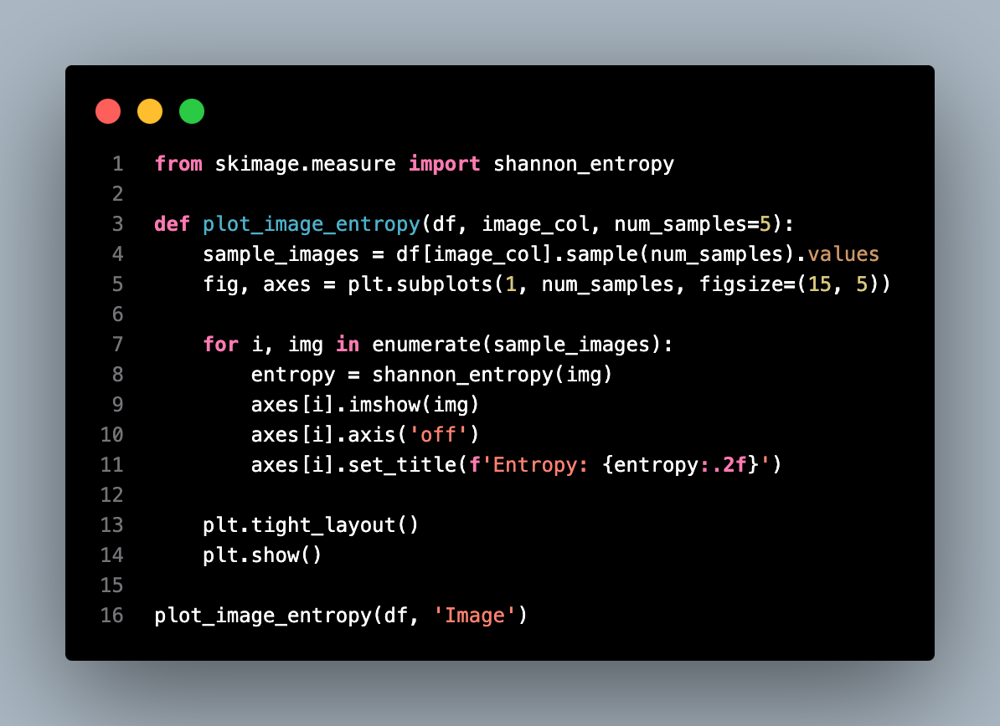 1 from skimage.measure import shannon_entropy
2
3 def plot_image_entropy(df, image_col, num_samples=5):
4     sample_images = df[image_col].sample(num_samples).values
5     fig, axes = plt.subplots(1, num_samples, figsize=(15, 5))
6
7     for i, img in enumerate(sample_images):
8         entropy = shannon_entropy(img)
9         axes[i].imshow(img)
10         axes[i].axis('off')
11         axes[i].set_title(f'Entropy: {entropy:.2f}')
12
13     plt.tight_layout()
14     plt.show()
15
16 plot_image_entropy(df, 'Image')